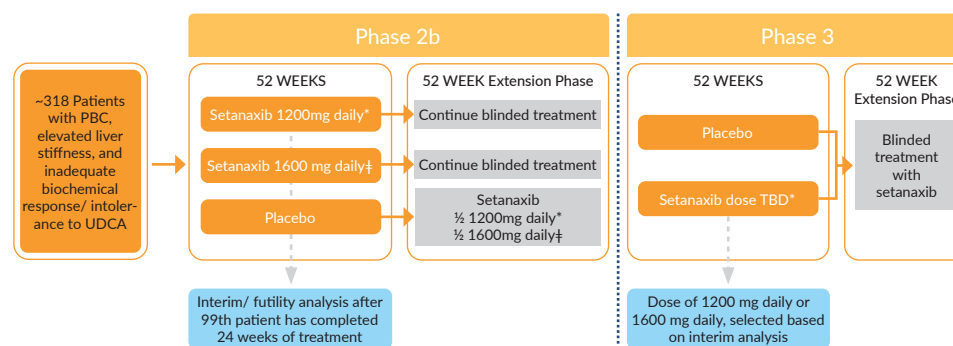 Phase 2b
Phase 3
~318 Patients
with PBC,
elevated liver
stiffness, and
inadequate
biochemical
response/ intoler-
ance to UDCA
52 WEEKS
Setanaxib 1200mg daily*
Setanaxib 1600 mg daily‡
Placebo
52 WEEK Extension Phase
Continue blinded treatment
Continue blinded treatment
Setanaxib
½ 1200mg daily*
½ 1600mg daily‡
Interim/ futility analysis after
99th patient has completed
24 weeks of treatment
52 WEEKS
Placebo
Setanaxib dose TBD*
52 WEEK
Extension Phase
Blinded
treatment
with
setanaxib
Dose of 1200 mg daily or
1600 mg daily, selected based
on interim analysis